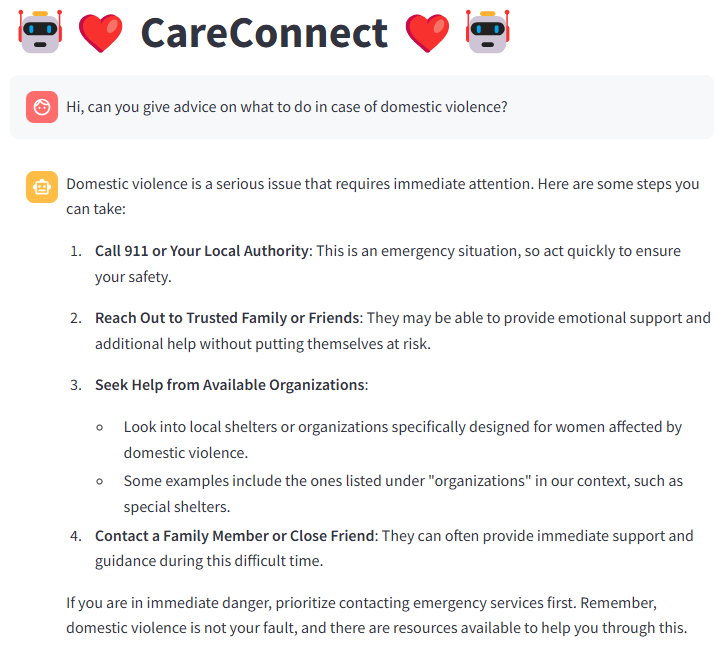 CareConnect
Hi, can you give advice on what to do in case of domestic violence?
Domestic violence is a serious issue that requires immediate attention. Here are some steps you
can take:
1. Call 911 or Your Local Authority: This is an emergency situation, so act quickly to ensure
your safety.
2. Reach Out to Trusted Family or Friends: They may be able to provide emotional support and
additional help without putting themselves at risk.
3. Seek Help from Available Organizations:
Look into local shelters or organizations specifically designed for women affected by
domestic violence.
Some examples include the ones listed under "organizations" in our context, such as
special shelters.
4. Contact a Family Member or Close Friend: They can often provide immediate support and
guidance during this difficult time.
If you are in immediate danger, prioritize contacting emergency services first. Remember,
domestic violence is not your fault, and there are resources available to help you through this.